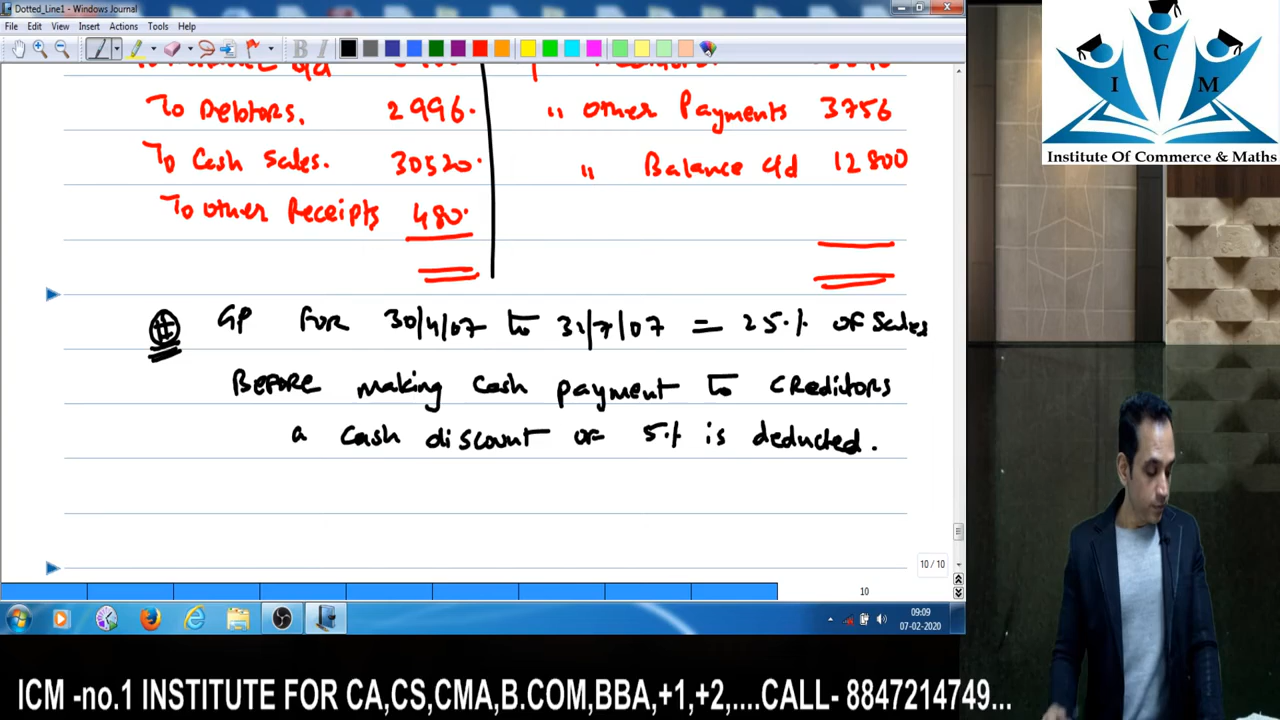 Dotted_Line1 - Windows Journal
File Edit View Insert Actions Tools Help
To Debtors. 2996.
To Cash Sales. 30520.
To other Receipts 480.
" other Payments 3756
" Balance c/d 12800
GP FOR 30/4/07 to 31/7/07 = 25% of Sales
BEFORE making Cash payment to Creditors
a cash discount of 5% is deducted.
10 / 10
10
09:09
07-02-2020
I C M
Institute Of Commerce & Maths
ICM -no.1 INSTITUTE FOR CA,CS,CMA,B.COM,BBA,+1,+2,....CALL- 8847214749...